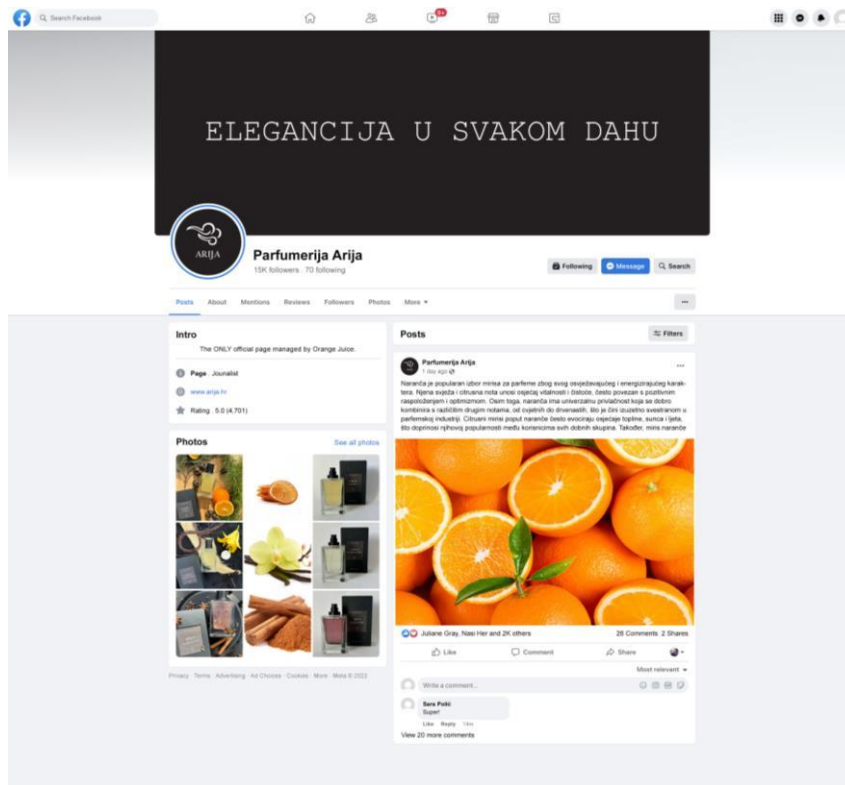 Search Facebook
9+
ELEGANCIJA U SVAKOM DAHU
ARIJA
Parfumerija Arija
15K followers · 70 following
Following
Message
Search
Posts About Mentions Reviews Followers Photos More
Intro
The ONLY official page managed by Orange Juice.
Page · Jounalist
www.arija.hr
Rating · 5.0 (4,701)
Photos
See all photos
Privacy · Terms · Advertising · Ad Choices · Cookies · More · Meta © 2022
Posts
Filters
Parfumerija Arija
1 day ago
Naranča je popularan izbor mirisa za parfeme zbog svog osvježavajućeg i energizirajućeg karak-
tera. Njena svježa i citrusna nota unosi osjećaj vitalnosti i čistoće, često povezan s pozitivnim
raspoloženjem i optimizmom. Osim toga, naranča ima univerzalnu privlačnost koja se dobro
kombinira s različitim drugim notama, od cvjetnih do drvenastih, što je čini izuzetno svestranom u
parfemskoj industriji. Citrusni mirisi poput naranče često evociraju osjećaje topline, sunca i ljeta,
što doprinosi njihovoj popularnosti među korisnicima svih dobnih skupina. Također, miris naranče
Juliane Gray, Nasi Her and 2K others
28 Comments 2 Shares
Like
Comment
Share
Most relevant
Write a comment...
Super!
Like Reply
View 20 more comments